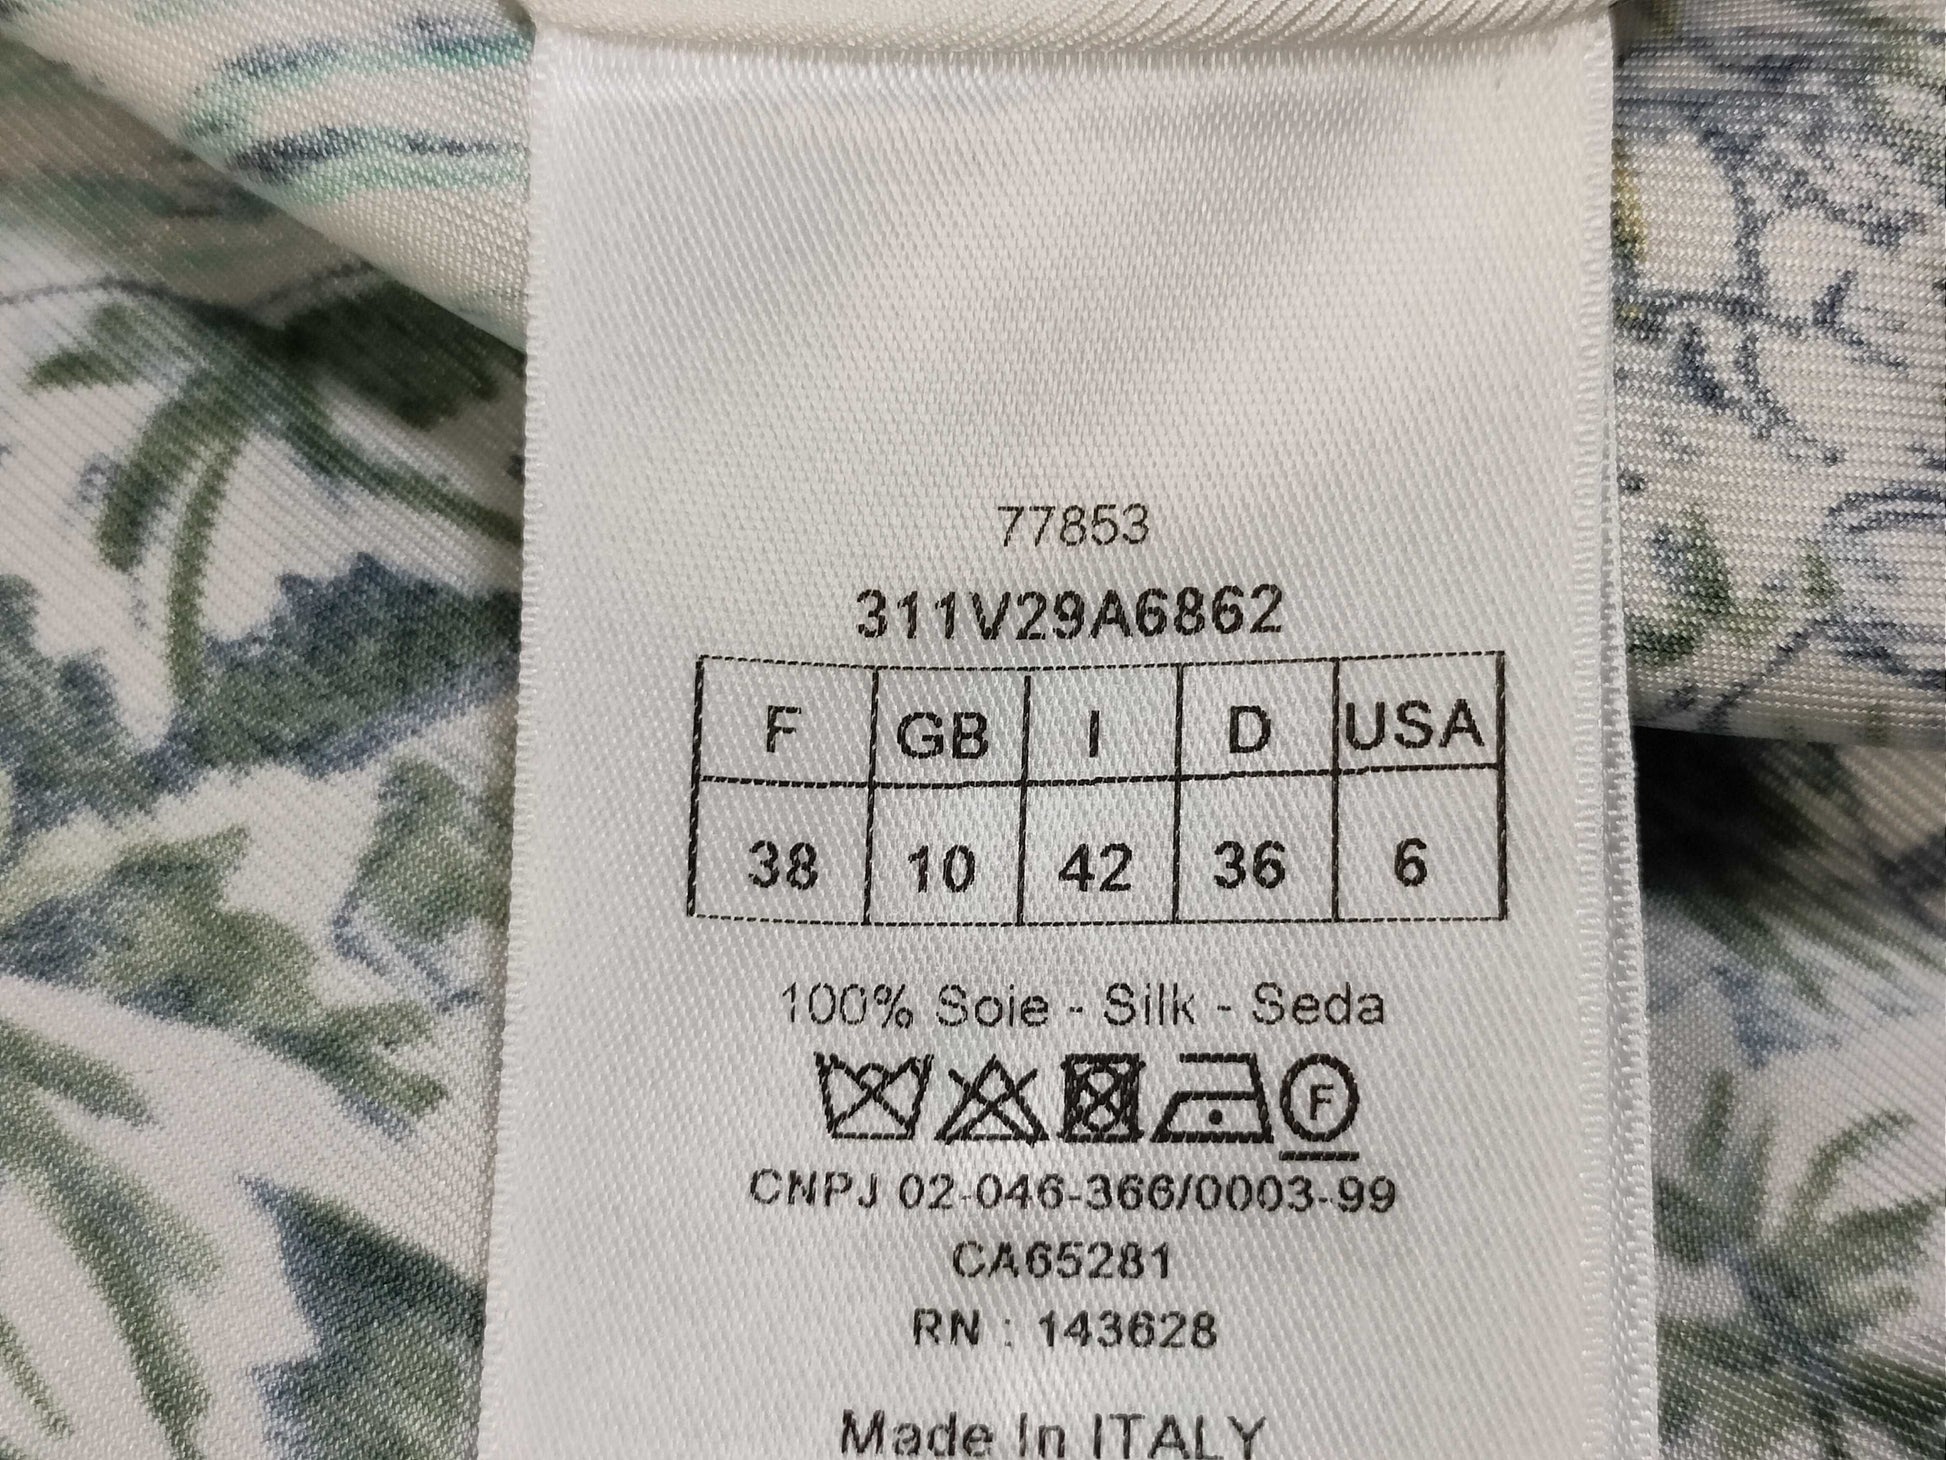 77853
311V29A6862
F GB I D USA
38 10 42 36 6
100% Soie - Silk - Seda
F
CNPJ 02-046-366/0003-99
CA65281
RN : 143628
Made In ITALY